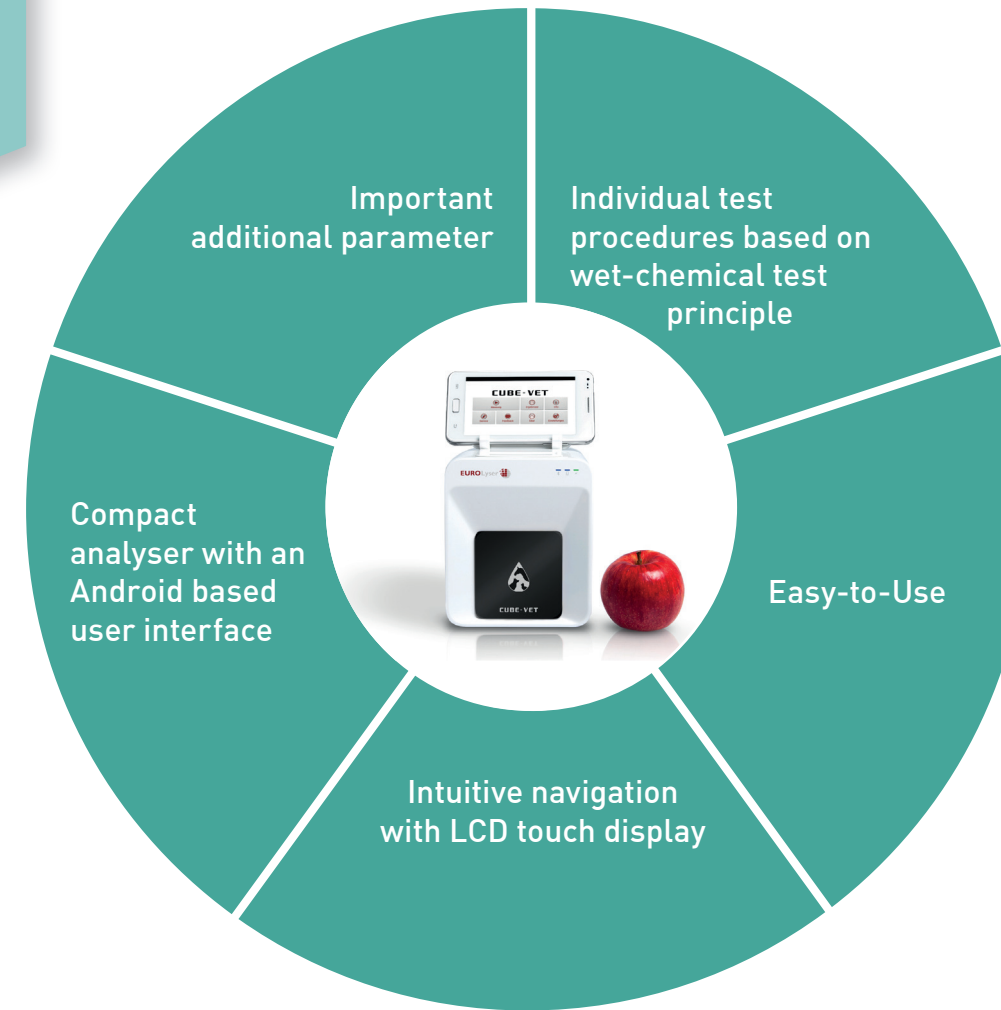 Important
additional parameter
Individual test
procedures based on
wet-chemical test
principle
Compact
analyser with an
Android based
user interface
CUBE·VET
EUROLyser
CUBE·VET
Easy-to-Use
Intuitive navigation
with LCD touch display